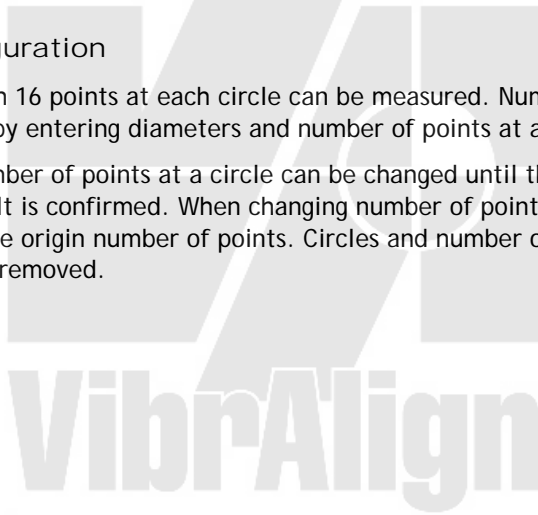 guration
n 16 points at each circle can be measured. Num
by entering diameters and number of points at a
nber of points at a circle can be changed until th
lt is confirmed. When changing number of point
e origin number of points. Circles and number o
removed.
VibrAlign